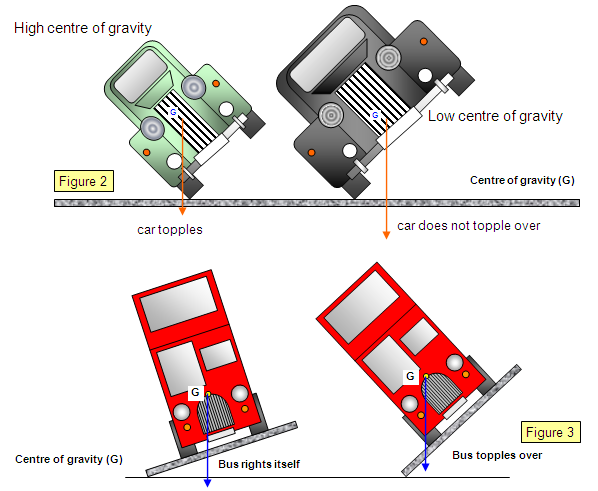 High centre of gravity
G
G
Low centre of gravity
Figure 2
Centre of gravity (G)
car topples
car does not topple over
G
G
Figure 3
Centre of gravity (G)
Bus rights itself
Bus topples over